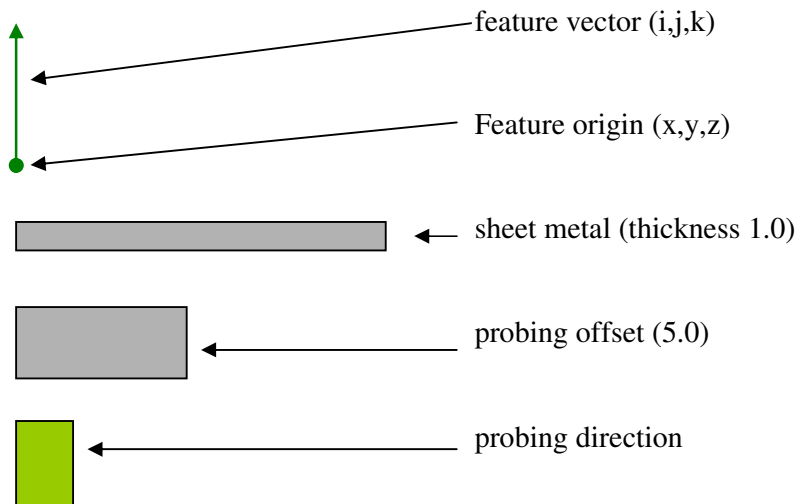 feature vector (i,j,k)
Feature origin (x,y,z)
sheet metal (thickness 1.0)
probing offset (5.0)
probing direction